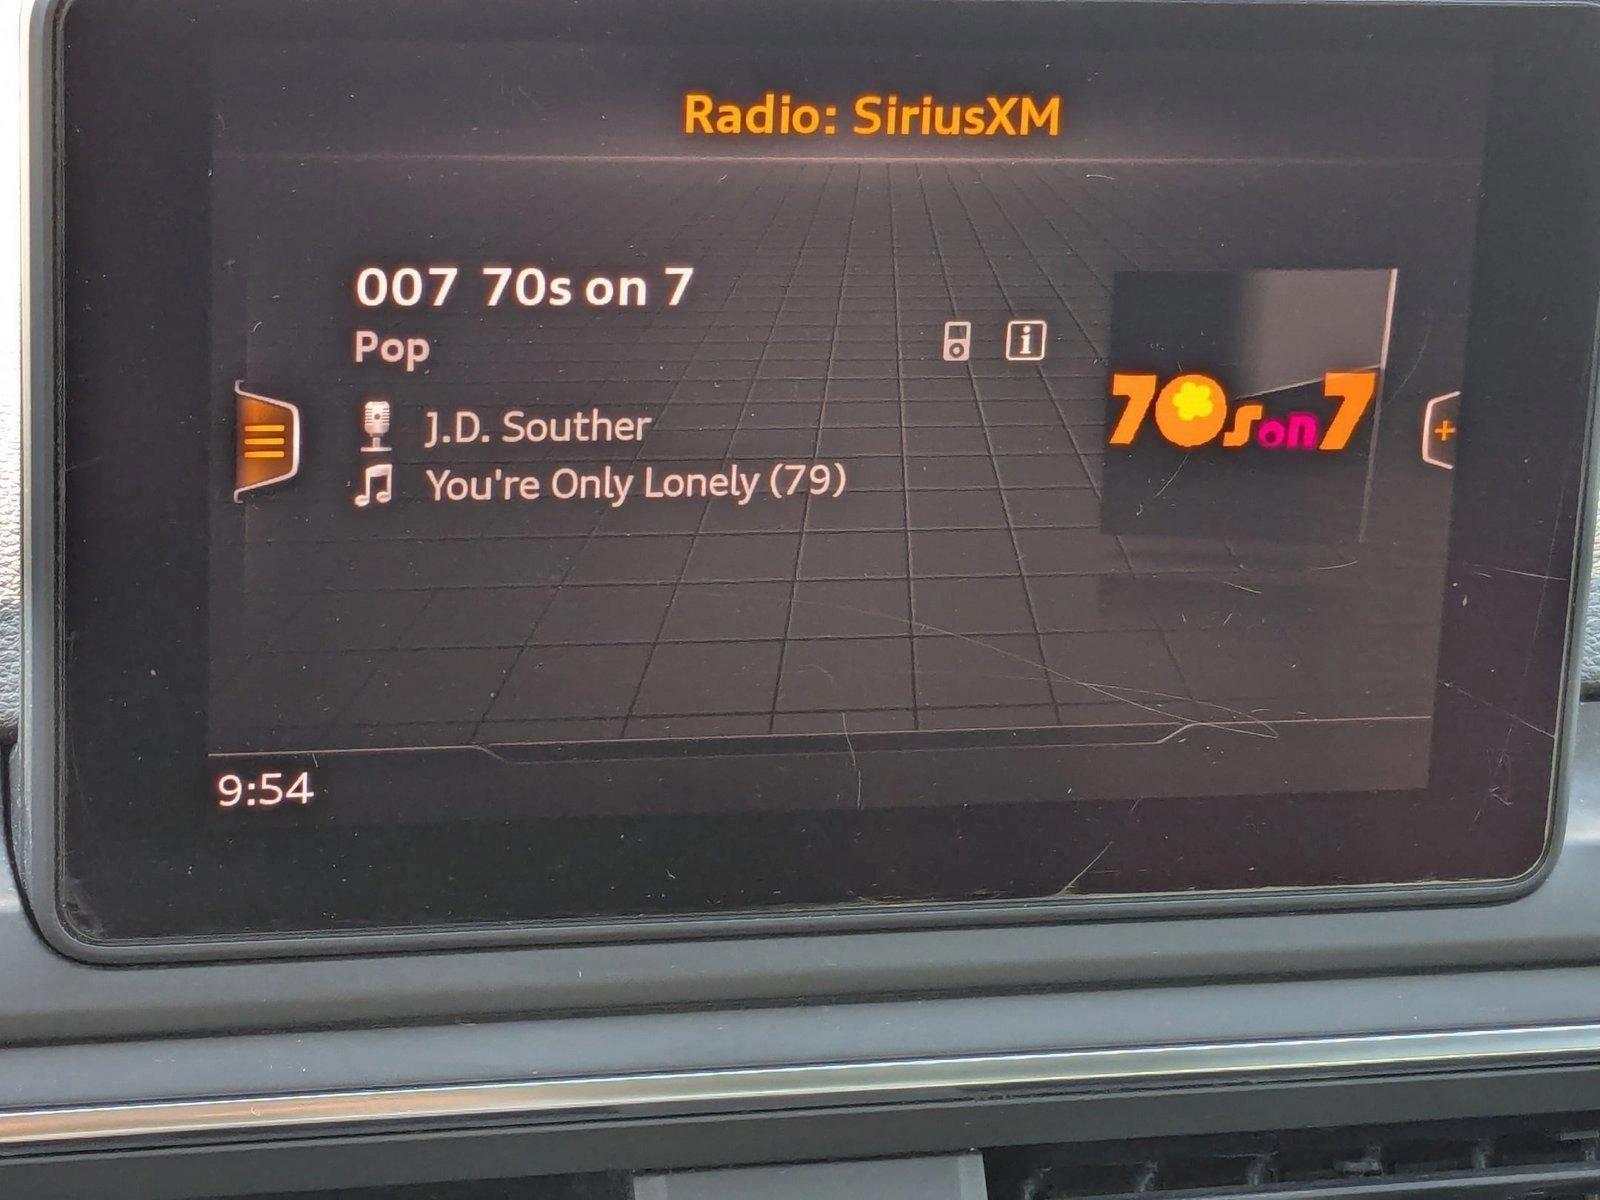 Radio: SiriusXM
007 70s on 7
Pop
i
J.D. Souther
You're Only Lonely (79)
70s on 7
+
9:54